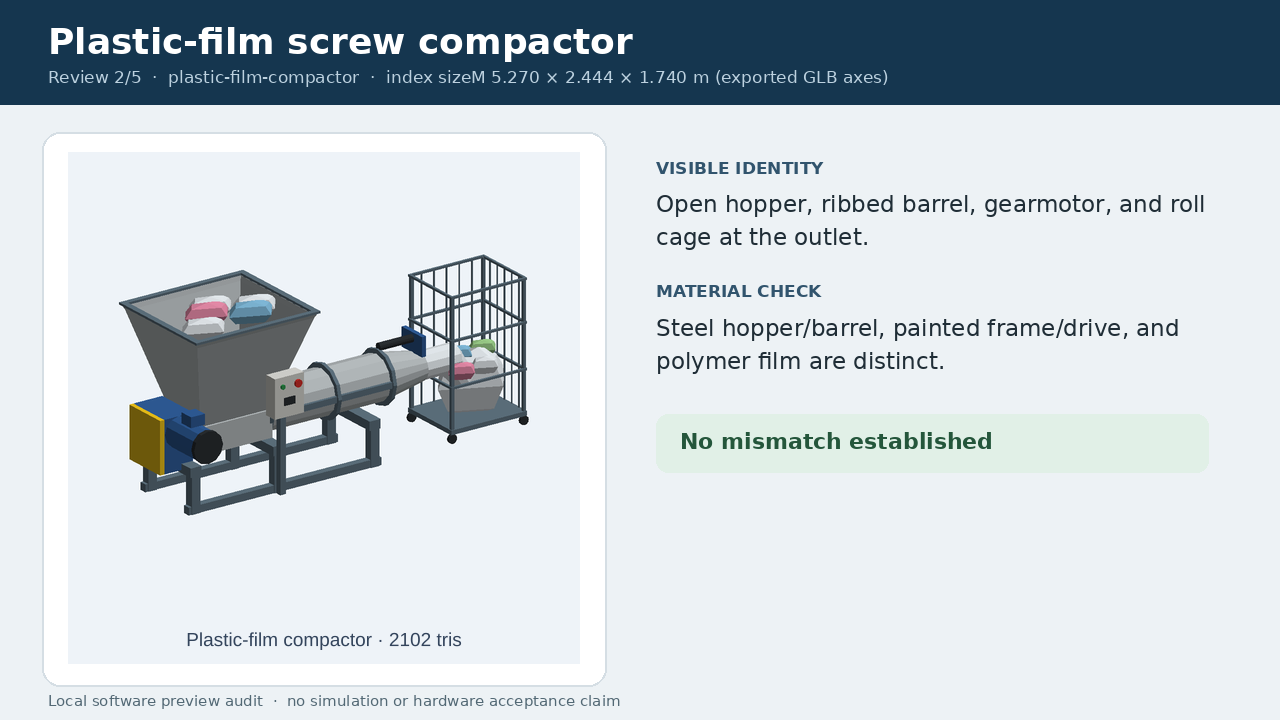 Plastic-film screw compactor
Review 2/5 · plastic-film-compactor · index sizeM 5.270 × 2.444 × 1.740 m (exported GLB axes)
Plastic-film compactor · 2102 tris
VISIBLE IDENTITY
Open hopper, ribbed barrel, gearmotor, and roll
cage at the outlet.
MATERIAL CHECK
Steel hopper/barrel, painted frame/drive, and
polymer film are distinct.
No mismatch established
Local software preview audit · no simulation or hardware acceptance claim